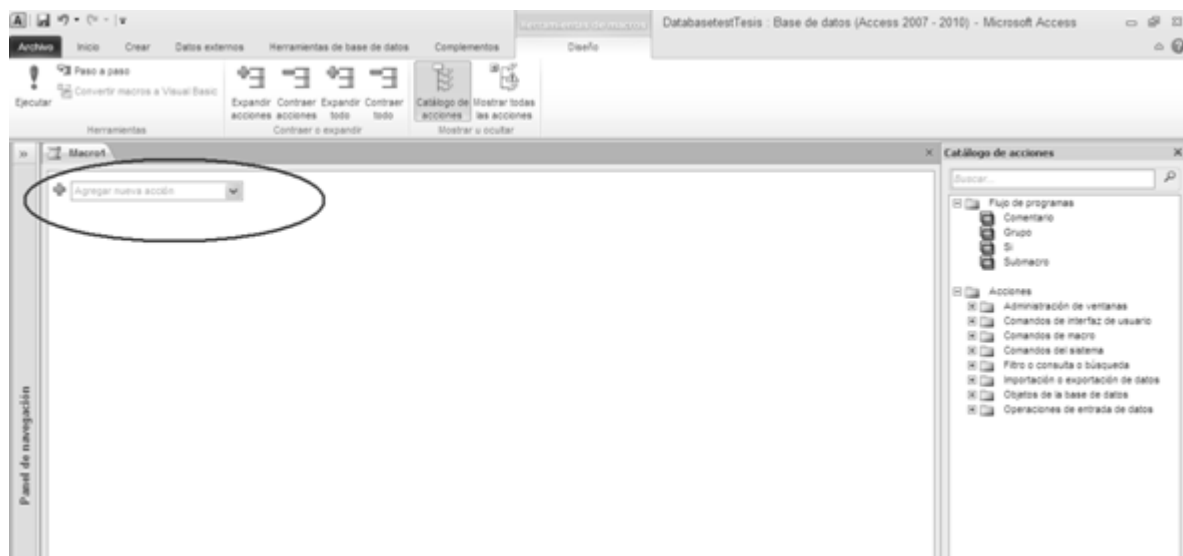 Herramientas de macros
DatabasetestTesis : Base de datos (Access 2007 - 2010) - Microsoft Access
Archivo Inicio Crear Datos externos Herramientas de base de datos Complementos Diseño
Ejecutar
Paso a paso
Convertir macros a Visual Basic
Herramientas
Expandir acciones
Contraer acciones
Expandir todo
Contraer todo
Contraer o expandir
Catálogo de acciones
Mostrar todas las acciones
Mostrar u ocultar
Macro1
Agregar nueva acción
Panel de navegación
Catálogo de acciones
Buscar...
Flujo de programas
Comentario
Grupo
Si
Submacro
Acciones
Administración de ventanas
Comandos de interfaz de usuario
Comandos de macro
Comandos del sistema
Filtro o consulta o búsqueda
Importación o exportación de datos
Objetos de la base de datos
Operaciones de entrada de datos